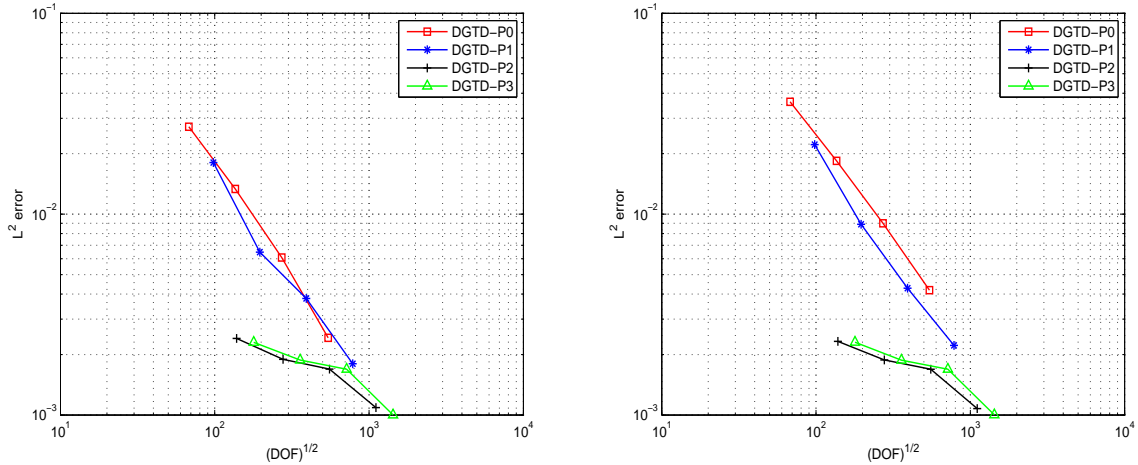 10^-1
10^-2
10^-3
L^2 error
10^1
10^2
10^3
10^4
(DOF)^1/2
DGTD-P0
DGTD-P1
DGTD-P2
DGTD-P3
10^-1
10^-2
10^-3
L^2 error
10^1
10^2
10^3
10^4
(DOF)^1/2
DGTD-P0
DGTD-P1
DGTD-P2
DGTD-P3